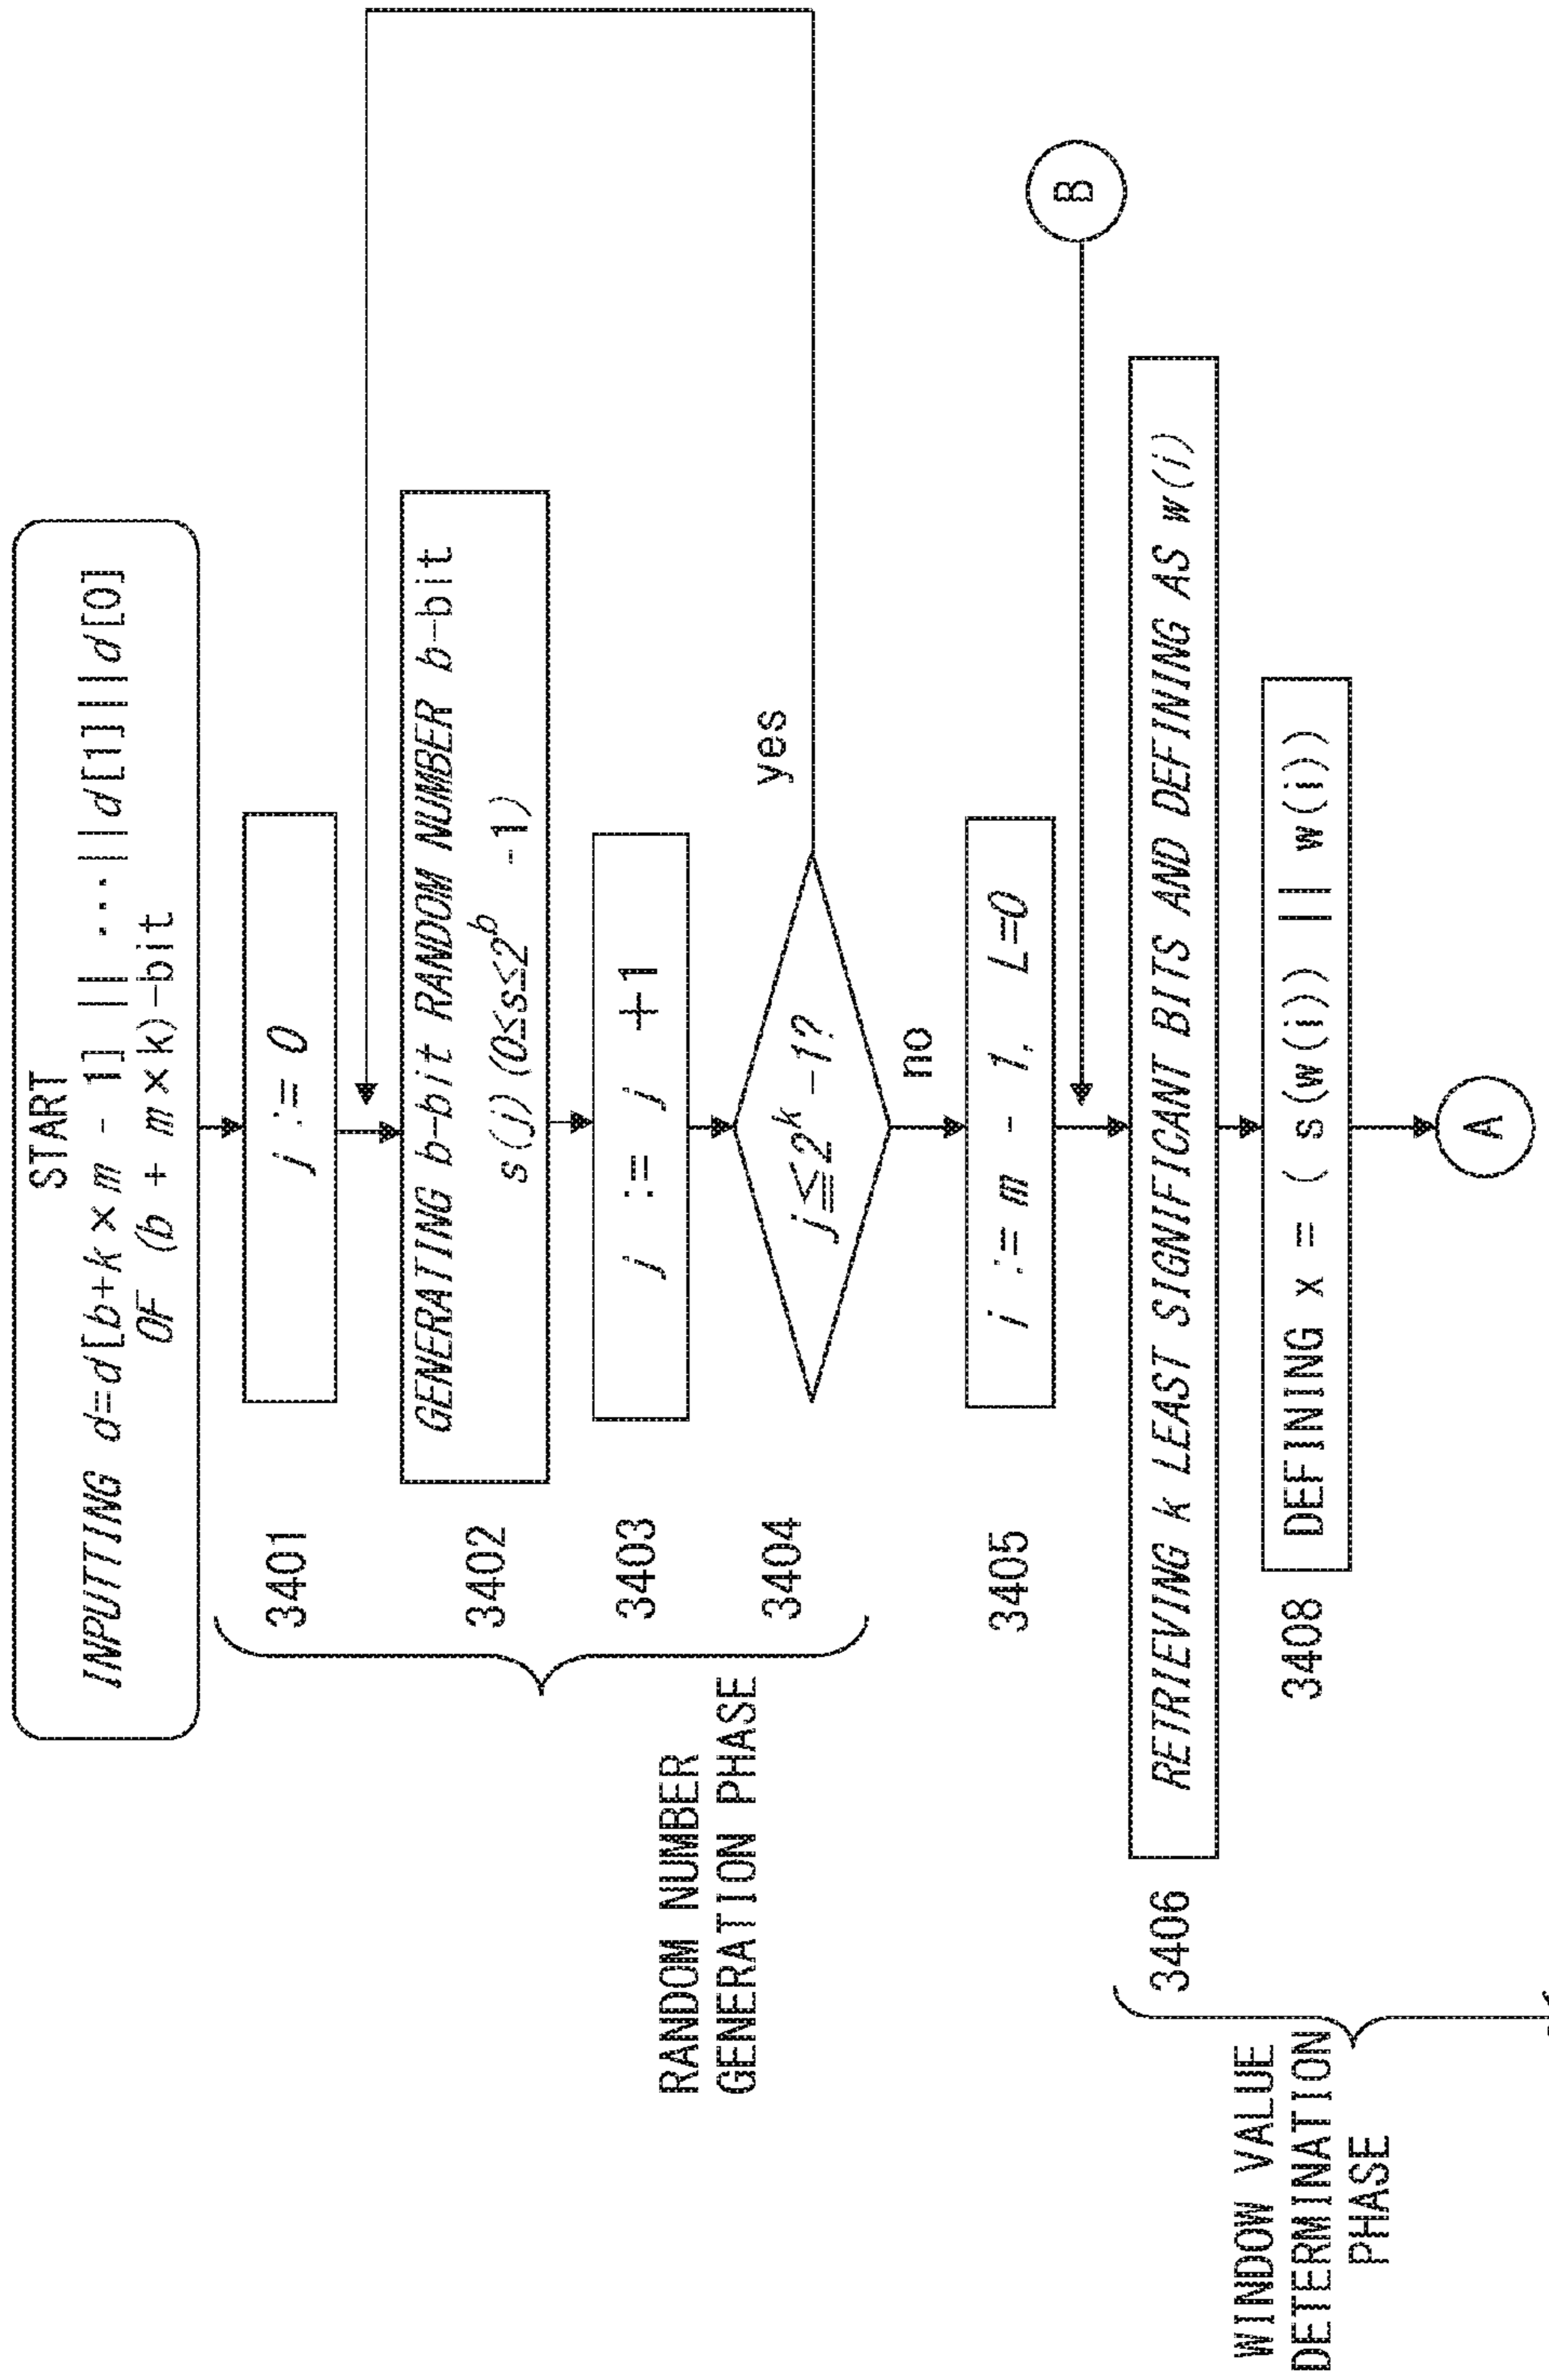 START
INPUTTING d=d[b+k×m - 1] || ...||d[1]||d[0]
OF (b + m×k)-bit
3401
j := 0
3402
GENERATING b-bit RANDOM NUMBER b-bit
s(j)(0≤s≤2^b -1)
3403
j := j +1
3404
j≦2^k -1?
yes
no
RANDOM NUMBER
GENERATION PHASE
3405
i := m - 1. L=0
B
3406
RETRIEVING k LEAST SIGNIFICANT BITS AND DEFINING AS w(i)
3408
DEFINING x = ( s(w(i)) || w(i))
WINDOW VALUE
DETERMINATION
PHASE
A